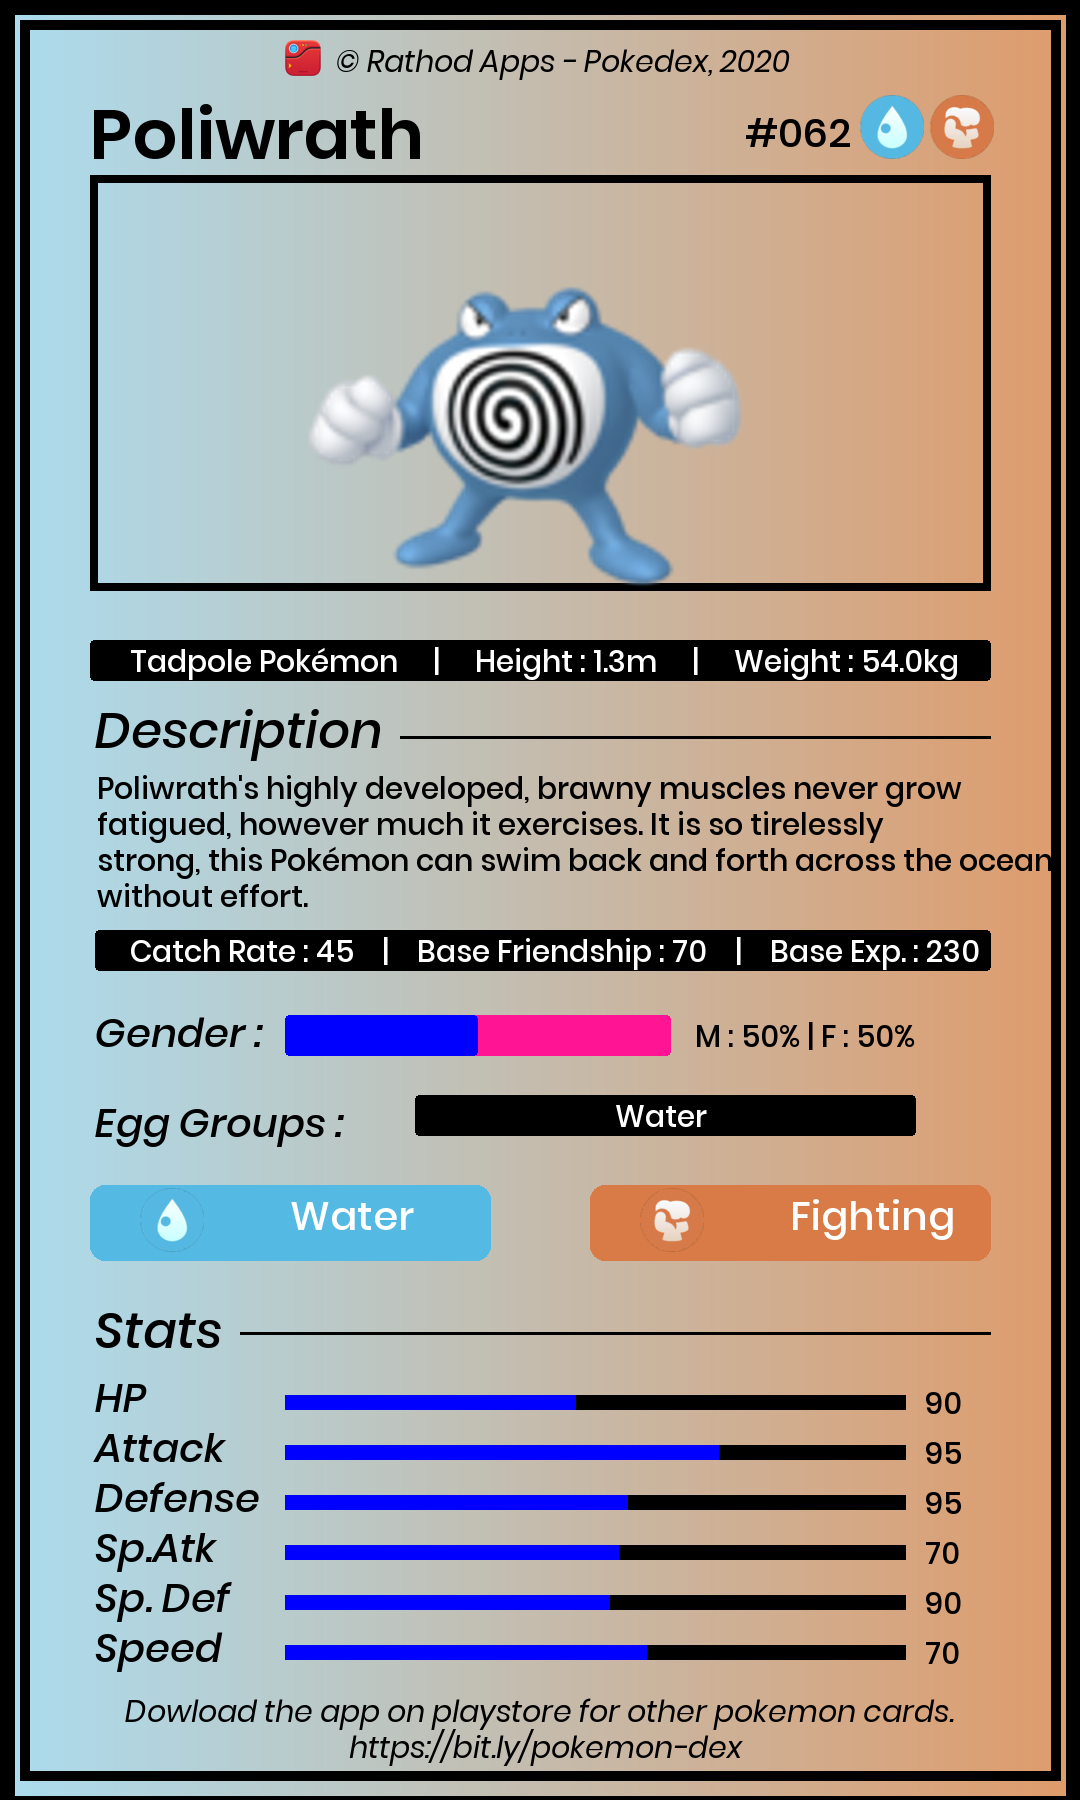 © Rathod Apps - Pokedex, 2020
Poliwrath #062
Tadpole Pokémon | Height : 1.3m | Weight : 54.0kg
Description
Poliwrath's highly developed, brawny muscles never grow
fatigued, however much it exercises. It is so tirelessly
strong, this Pokémon can swim back and forth across the ocean
without effort.
Catch Rate : 45 | Base Friendship : 70 | Base Exp. : 230
Gender : M : 50% | F : 50%
Egg Groups : Water
Water Fighting
Stats
HP 90
Attack 95
Defense 95
Sp.Atk 70
Sp. Def 90
Speed 70
Dowload the app on playstore for other pokemon cards.
https://bit.ly/pokemon-dex